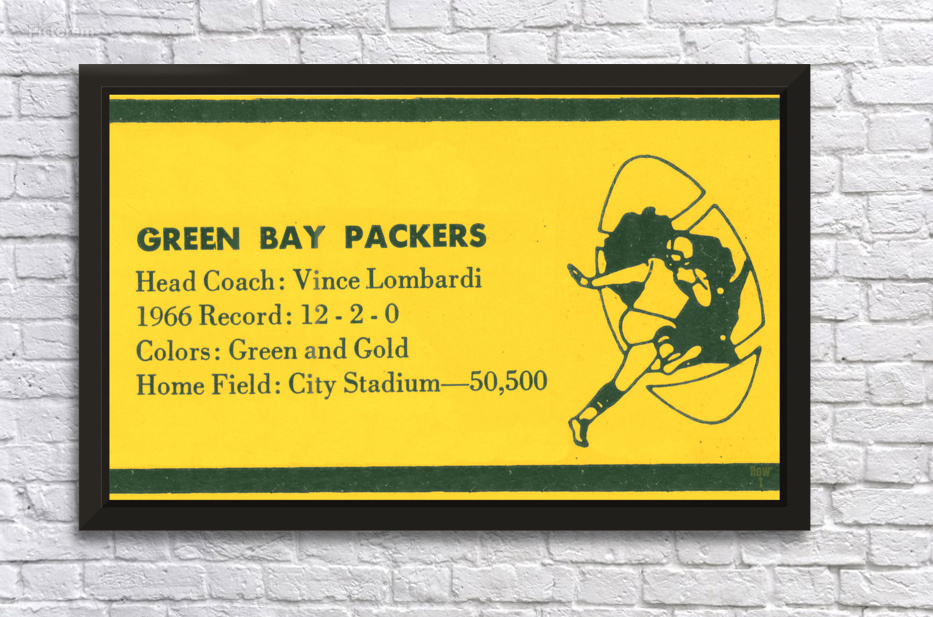 GREEN BAY PACKERS
Head Coach: Vince Lombardi
1966 Record: 12 - 2 - 0
Colors: Green and Gold
Home Field: City Stadium—50,500